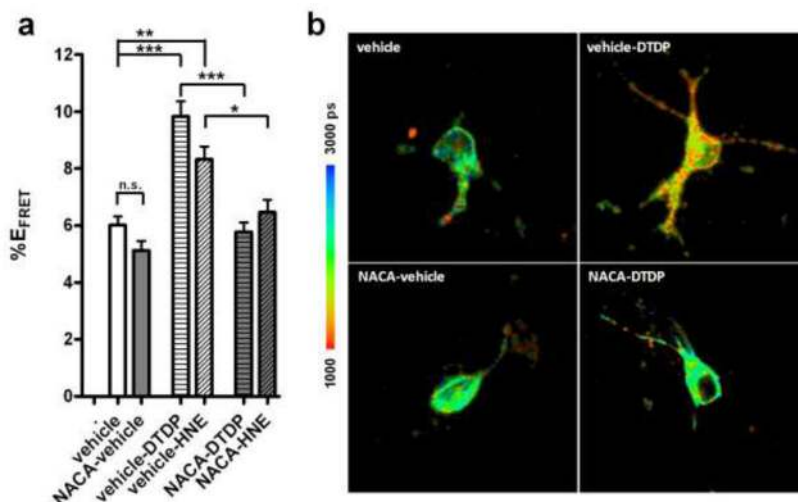 a
12
10
8
6
4
2
0
%EFRET
**
***
***
*
n.s.
vehicle
NACA-vehicle
vehicle-DTDP
vehicle-HNE
NACA-DTDP
NACA-HNE
b
3000 ps
1000
vehicle
vehicle-DTDP
NACA-vehicle
NACA-DTDP